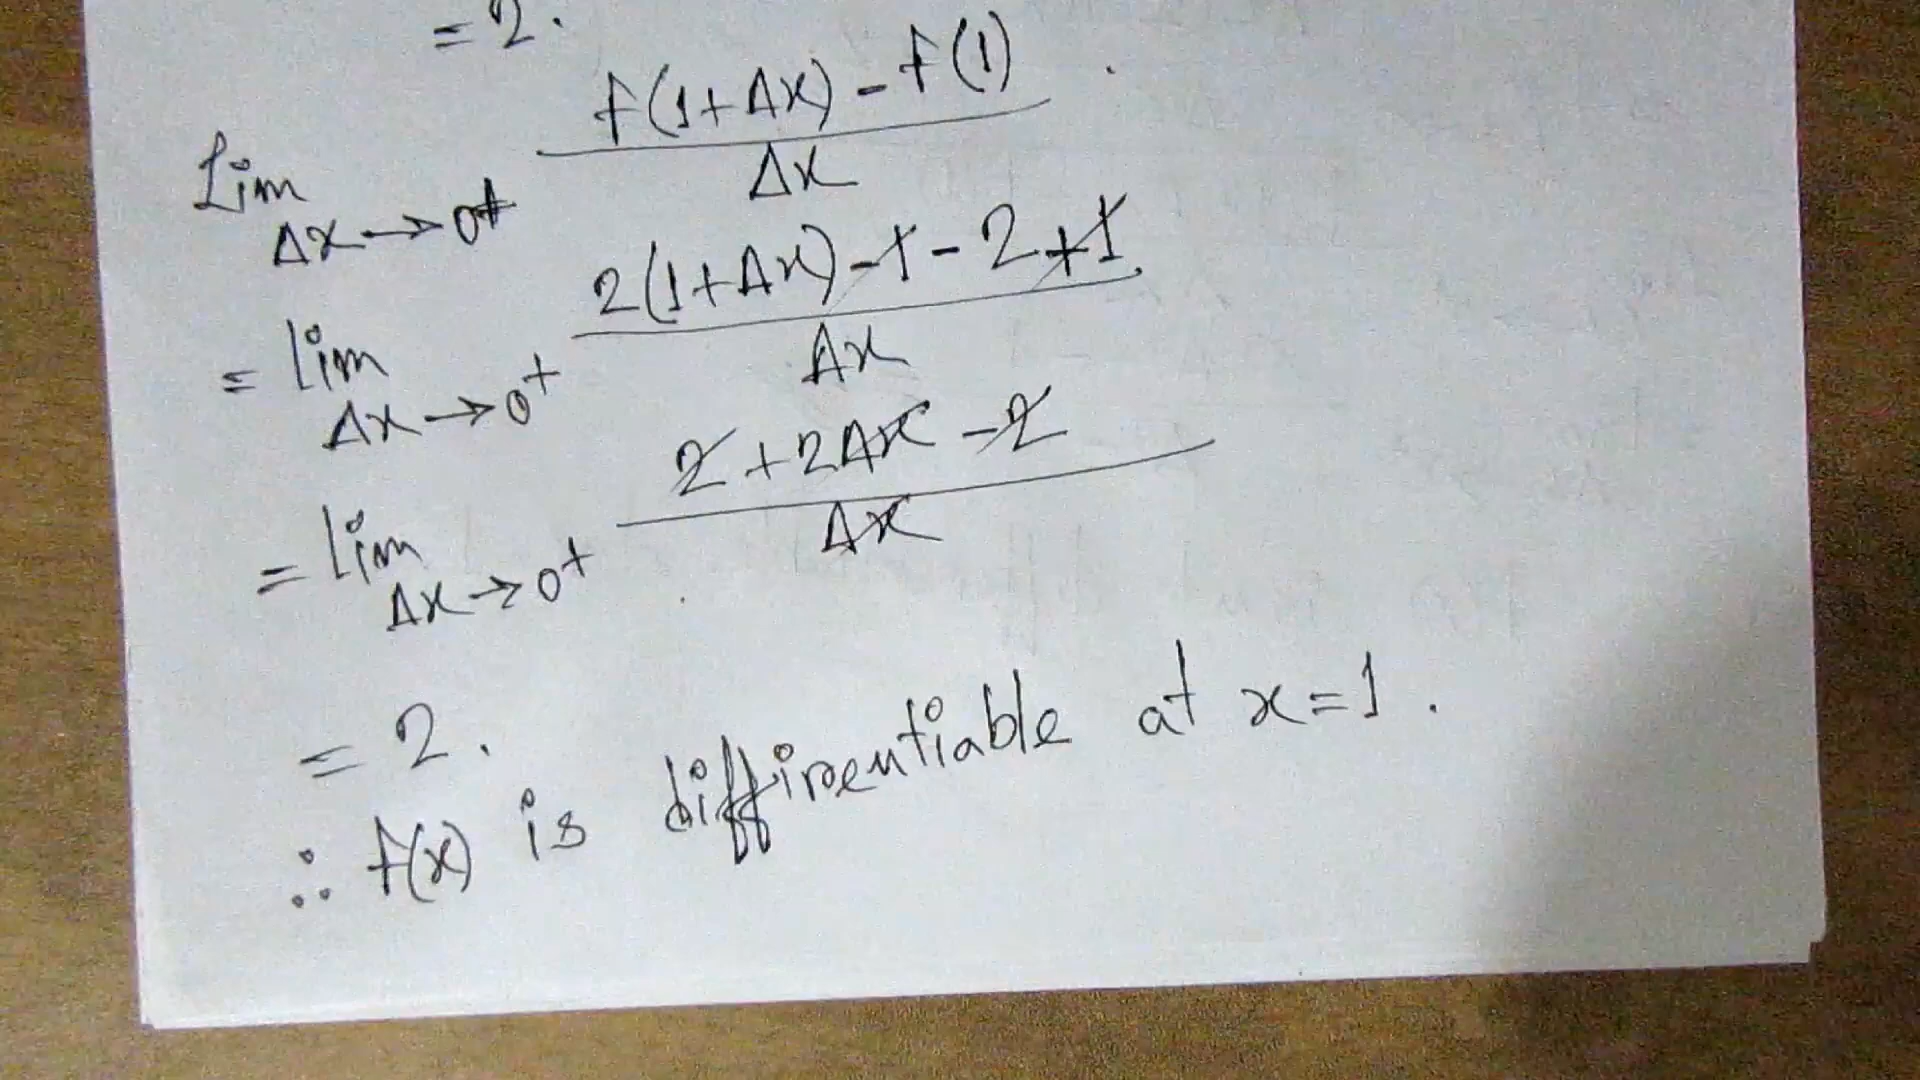 = 2.
f(1+Δx) - f(1)
Lim
Δx
Δx → 0+
2(1+Δx) - 1 - 2 + 1
= lim
Δx
Δx → 0+
2 + 2Δx - 2
= lim
Δx
Δx → 0+
= 2.
∴ f(x) is diffirentiable at x = 1.